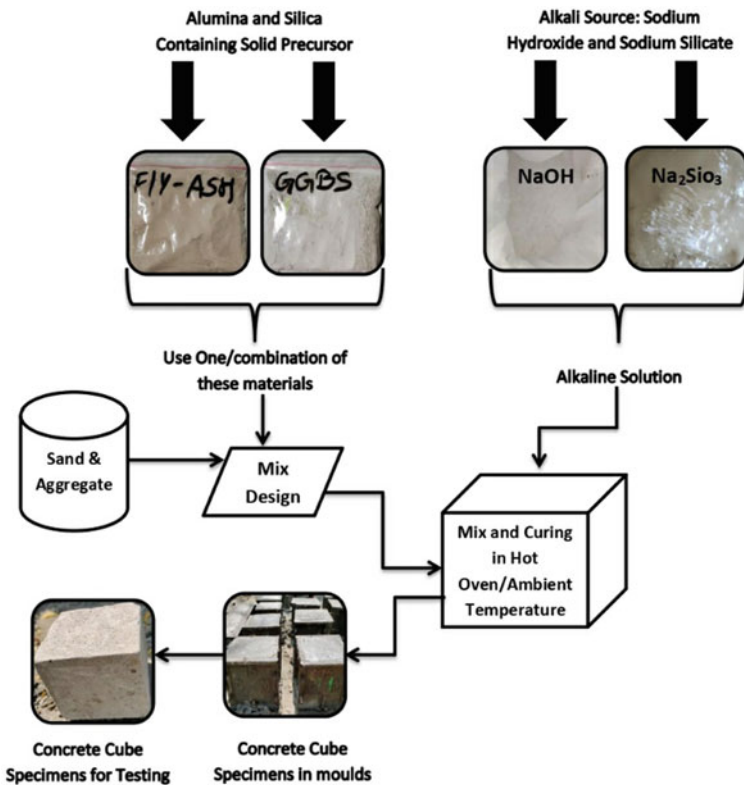 Alumina and Silica
Containing Solid Precursor
Alkali Source: Sodium
Hydroxide and Sodium Silicate
FlY-ASH
GGBS
NaOH
Na₂Sio₃
Use One/combination of
these materials
Alkaline Solution
Sand &
Aggregate
Mix
Design
Mix and Curing
in Hot
Oven/Ambient
Temperature
Concrete Cube
Specimens for Testing
Concrete Cube
Specimens in moulds